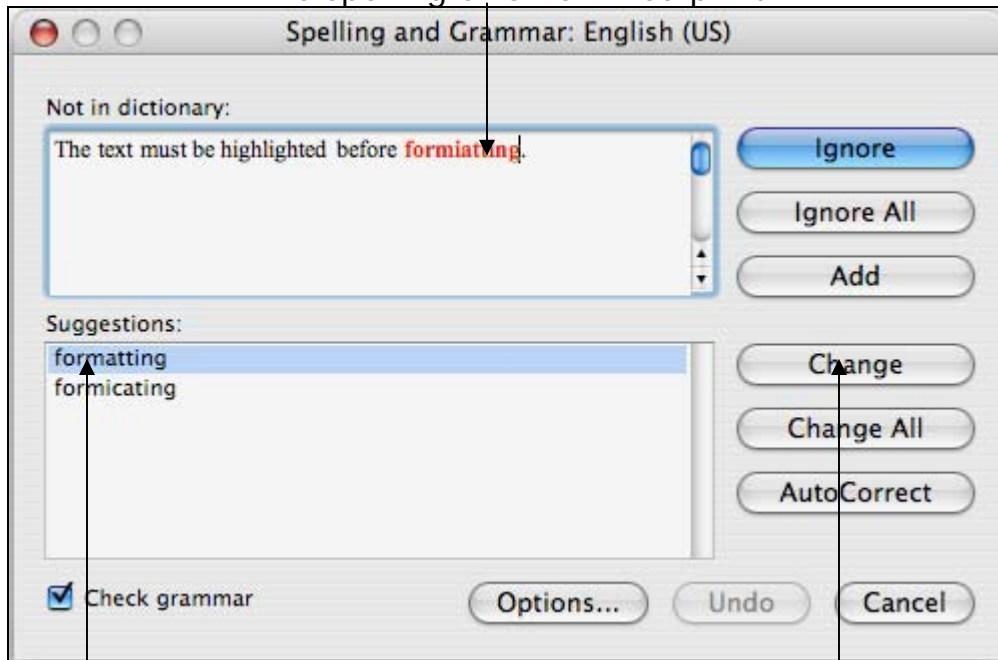 Spelling and Grammar: English (US)
Not in dictionary:
The text must be highlighted before formiatting.
Ignore
Ignore All
Add
Suggestions:
formatting
formicating
Change
Change All
AutoCorrect
Check grammar
Options...
Undo
Cancel